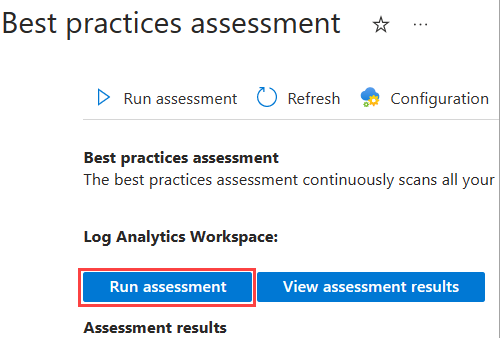 Best practices assessment
Run assessment Refresh Configuration
Best practices assessment
The best practices assessment continuously scans all your
Log Analytics Workspace:
Run assessment View assessment results
Assessment results